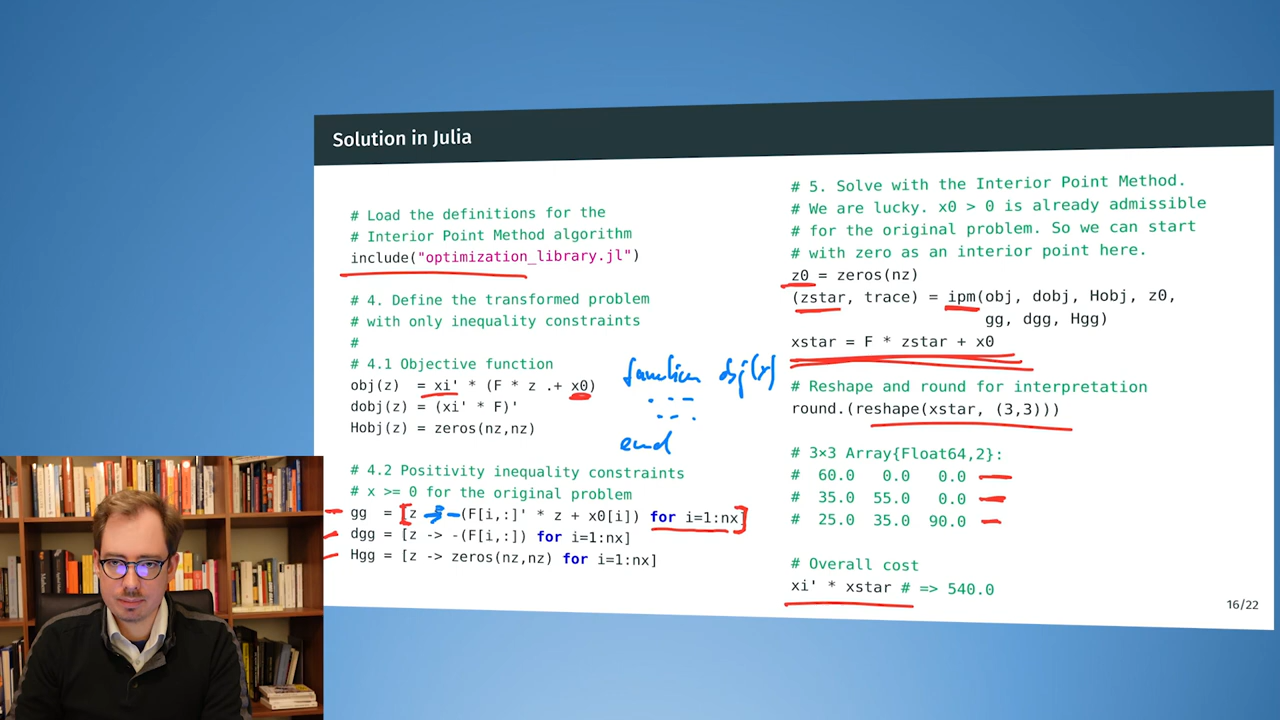 Solution in Julia
# Load the definitions for the
# Interior Point Method algorithm
include("optimization_library.jl")
# 4. Define the transformed problem
# with only inequality constraints
#
# 4.1 Objective function
obj(z)  = xi' * (F * z .+ x0)
dobj(z) = (xi' * F)'
Hobj(z) = zeros(nz,nz)
function obj(x)
... 
...
end
# 4.2 Positivity inequality constraints
# x >= 0 for the original problem
gg  = [z -> -(F[i,:]' * z + x0[i]) for i=1:nx]
dgg = [z -> -(F[i,:]) for i=1:nx]
Hgg = [z -> zeros(nz,nz) for i=1:nx]
# 5. Solve with the Interior Point Method.
# We are lucky. x0 > 0 is already admissible
# for the original problem. So we can start
# with zero as an interior point here.
z0 = zeros(nz)
(zstar, trace) = ipm(obj, dobj, Hobj, z0,
gg, dgg, Hgg)
xstar = F * zstar + x0
# Reshape and round for interpretation
round.(reshape(xstar, (3,3)))
# 3×3 Array{Float64,2}:
#  60.0   0.0   0.0
#  35.0  55.0   0.0
#  25.0  35.0  90.0
# Overall cost
xi' * xstar # => 540.0
16/22